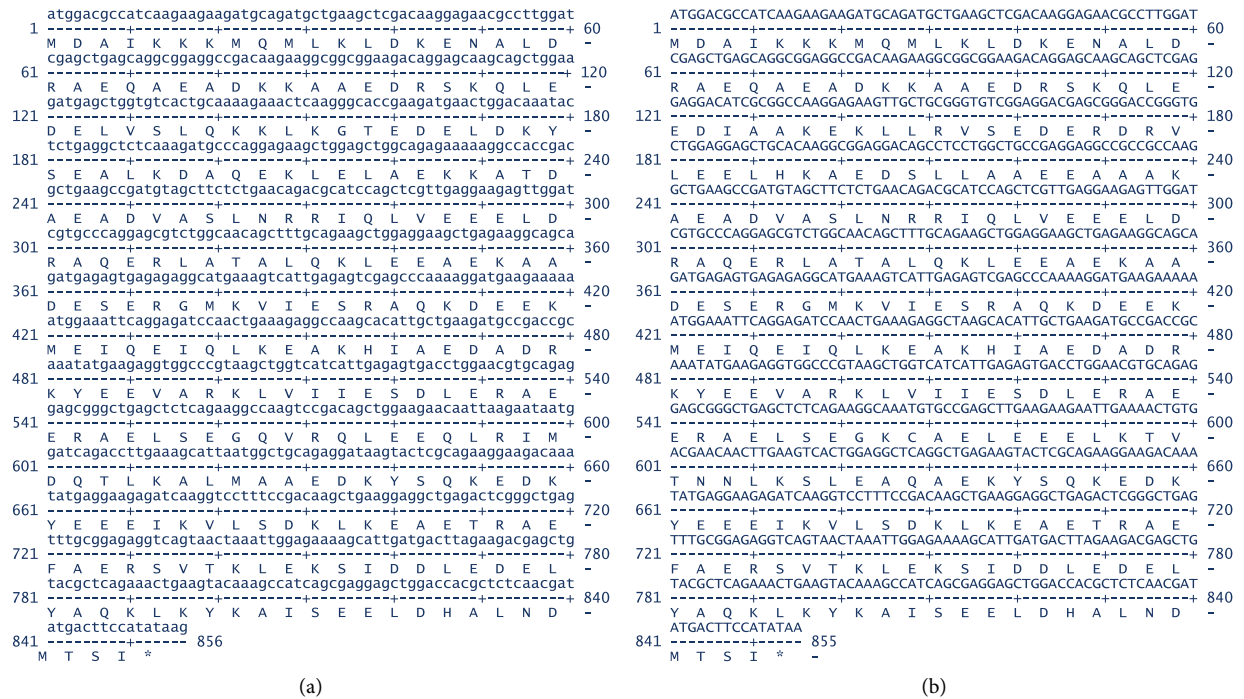 atggacgccatcaagaagaagatgcagatgctgaagctcgacaaggagaacgccttggat
1 ---------+---------+---------+---------+---------+---------+ 60
M D A I K K K M Q M L K L D K E N A L D -
cgagctgagcaggcggaggccgacaagaaggcggcggaagacaggagcaagcagctggaa
61 ---------+---------+---------+---------+---------+---------+ 120
R A E Q A E A D K K A A E D R S K Q L E -
gatgagctggtgtcactgcaaaagaaactcaagggcaccgaagatgaactggacaaatac
121 ---------+---------+---------+---------+---------+---------+ 180
D E L V S L Q K K L K G T E D E L D K Y -
tctgaggctctcaaagatgcccaggagaagctggagctggcagagaaaaaggccaccgac
181 ---------+---------+---------+---------+---------+---------+ 240
S E A L K D A Q E K L E L A E K K A T D -
gctgaagccgatgtagcttctctgaacagacgcatccagctcgttgaggaagagttggat
241 ---------+---------+---------+---------+---------+---------+ 300
A E A D V A S L N R R I Q L V E E E L D -
cgtgcccaggagcgtctggcaacagctttgcagaagctggaggaagctgagaaggcagca
301 ---------+---------+---------+---------+---------+---------+ 360
R A Q E R L A T A L Q K L E E A E K A A -
gatgagagtgagagaggcatgaaagtcattgagagtcgagcccaaaaggatgaagaaaaa
361 ---------+---------+---------+---------+---------+---------+ 420
D E S E R G M K V I E S R A Q K D E E K -
atggaaattcaggagatccaactgaaagaggccaagcacattgctgaagatgccgaccgc
421 ---------+---------+---------+---------+---------+---------+ 480
M E I Q E I Q L K E A K H I A E D A D R -
aaatatgaagaggtggcccgtaagctggtcatcattgagagtgacctggaacgtgcagag
481 ---------+---------+---------+---------+---------+---------+ 540
K Y E E V A R K L V I I E S D L E R A E -
gagcgggctgagctctcagaaggccaagtccgacagctggaagaacaattaagaataatg
541 ---------+---------+---------+---------+---------+---------+ 600
E R A E L S E G Q V R Q L E E Q L R I M -
gatcagaccttgaaagcattaatggctgcagaggataagtactcgcagaaggaagacaaa
601 ---------+---------+---------+---------+---------+---------+ 660
D Q T L K A L M A A E D K Y S Q K E D K -
tatgaggaagagatcaaggtcctttccgacaagctgaaggaggctgagactcgggctgag
661 ---------+---------+---------+---------+---------+---------+ 720
Y E E E I K V L S D K L K E A E T R A E -
tttgcggagaggtcagtaactaaattggagaaaagcattgatgacttagaagacgagctg
721 ---------+---------+---------+---------+---------+---------+ 780
F A E R S V T K L E K S I D D L E D E L -
tacgctcagaaactgaagtacaaagccatcagcgaggagctggaccacgctctcaacgat
781 ---------+---------+---------+---------+---------+---------+ 840
Y A Q K L K Y K A I S E E L D H A L N D -
atgacttccatataag
841 ---------+------ 856
M T S I *
(a)
ATGGACGCCATCAAGAAGAAGATGCAGATGCTGAAGCTCGACAAGGAGAACGCCTTGGAT
1 ---------+---------+---------+---------+---------+---------+ 60
M D A I K K K M Q M L K L D K E N A L D -
CGAGCTGAGCAGGCGGAGGCCGACAAGAAGGCGGCGGAAGACAGGAGCAAGCAGCTCGAG
61 ---------+---------+---------+---------+---------+---------+ 120
R A E Q A E A D K K A A E D R S K Q L E -
GAGGACATCGCGGCCAAGGAGAAGTTGCTGCGGGTGTCGGAGGACGAGCGGGACCGGGTG
121 ---------+---------+---------+---------+---------+---------+ 180
E D I A A K E K L L R V S E D E R D R V -
CTGGAGGAGCTGCACAAGGCGGAGGACAGCCTCCTGGCTGCCGAGGAGGCCGCCGCCAAG
181 ---------+---------+---------+---------+---------+---------+ 240
L E E L H K A E D S L L A A E E A A A K -
GCTGAAGCCGATGTAGCTTCTCTGAACAGACGCATCCAGCTCGTTGAGGAAGAGTTGGAT
241 ---------+---------+---------+---------+---------+---------+ 300
A E A D V A S L N R R I Q L V E E E L D -
CGTGCCCAGGAGCGTCTGGCAACAGCTTTGCAGAAGCTGGAGGAAGCTGAGAAGGCAGCA
301 ---------+---------+---------+---------+---------+---------+ 360
R A Q E R L A T A L Q K L E E A E K A A -
GATGAGAGTGAGAGAGGCATGAAAGTCATTGAGAGTCGAGCCCAAAAGGATGAAGAAAAA
361 ---------+---------+---------+---------+---------+---------+ 420
D E S E R G M K V I E S R A Q K D E E K -
ATGGAAATTCAGGAGATCCAACTGAAAGAGGCTAAGCACATTGCTGAAGATGCCGACCGC
421 ---------+---------+---------+---------+---------+---------+ 480
M E I Q E I Q L K E A K H I A E D A D R -
AAATATGAAGAGGTGGCCCGTAAGCTGGTCATCATTGAGAGTGACCTGGAACGTGCAGAG
481 ---------+---------+---------+---------+---------+---------+ 540
K Y E E V A R K L V I I E S D L E R A E -
GAGCGGGCTGAGCTCTCAGAAGGCAAATGTGCCGAGCTTGAAGAAGAATTGAAAACTGTG
541 ---------+---------+---------+---------+---------+---------+ 600
E R A E L S E G K C A E L E E E L K T V -
ACGAACAACTTGAAGTCACTGGAGGCTCAGGCTGAGAAGTACTCGCAGAAGGAAGACAAA
601 ---------+---------+---------+---------+---------+---------+ 660
T N N L K S L E A Q A E K Y S Q K E D K -
TATGAGGAAGAGATCAAGGTCCTTTCCGACAAGCTGAAGGAGGCTGAGACTCGGGCTGAG
661 ---------+---------+---------+---------+---------+---------+ 720
Y E E E I K V L S D K L K E A E T R A E -
TTTGCGGAGAGGTCAGTAACTAAATTGGAGAAAAGCATTGATGACTTAGAAGACGAGCTG
721 ---------+---------+---------+---------+---------+---------+ 780
F A E R S V T K L E K S I D D L E D E L -
TACGCTCAGAAACTGAAGTACAAAGCCATCAGCGAGGAGCTGGACCACGCTCTCAACGAT
781 ---------+---------+---------+---------+---------+---------+ 840
Y A Q K L K Y K A I S E E L D H A L N D -
ATGACTTCCATATAA
841 ---------+----- 855
M T S I * -
(b)